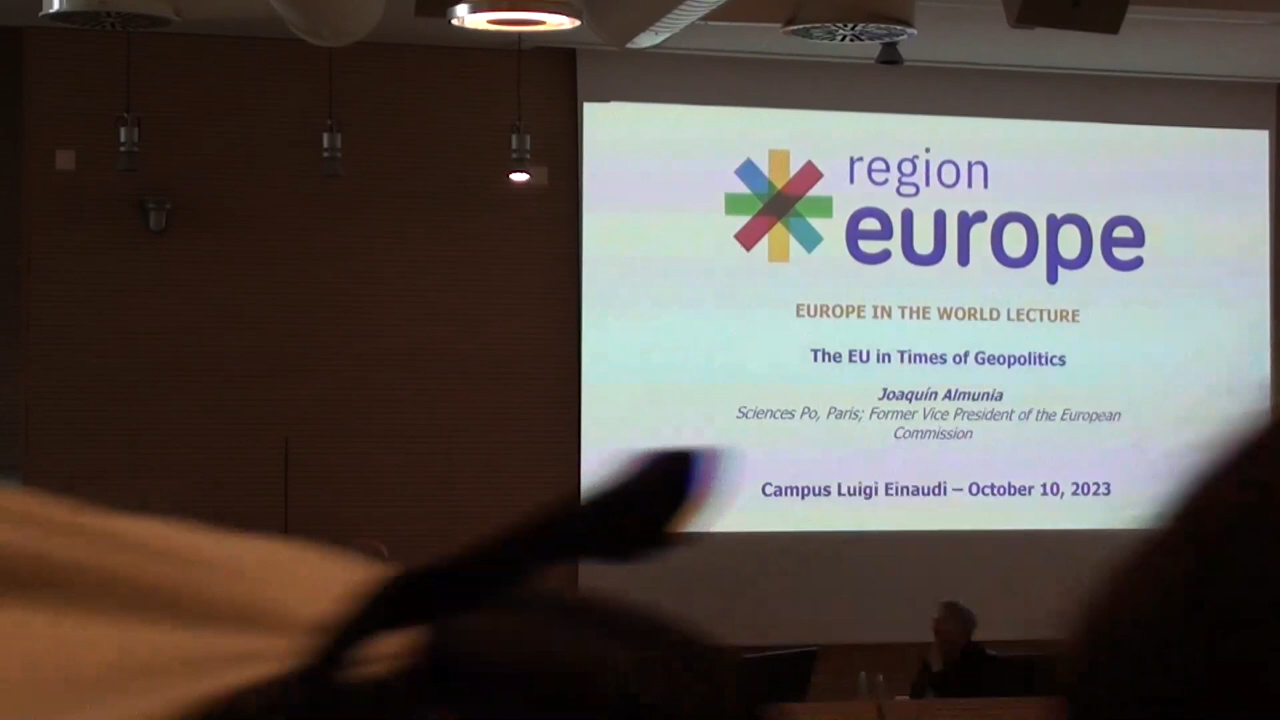 region
europe
EUROPE IN THE WORLD LECTURE
The EU in Times of Geopolitics
Joaquín Almunia
Sciences Po, Paris; Former Vice President of the European
Commission
Campus Luigi Einaudi – October 10, 2023